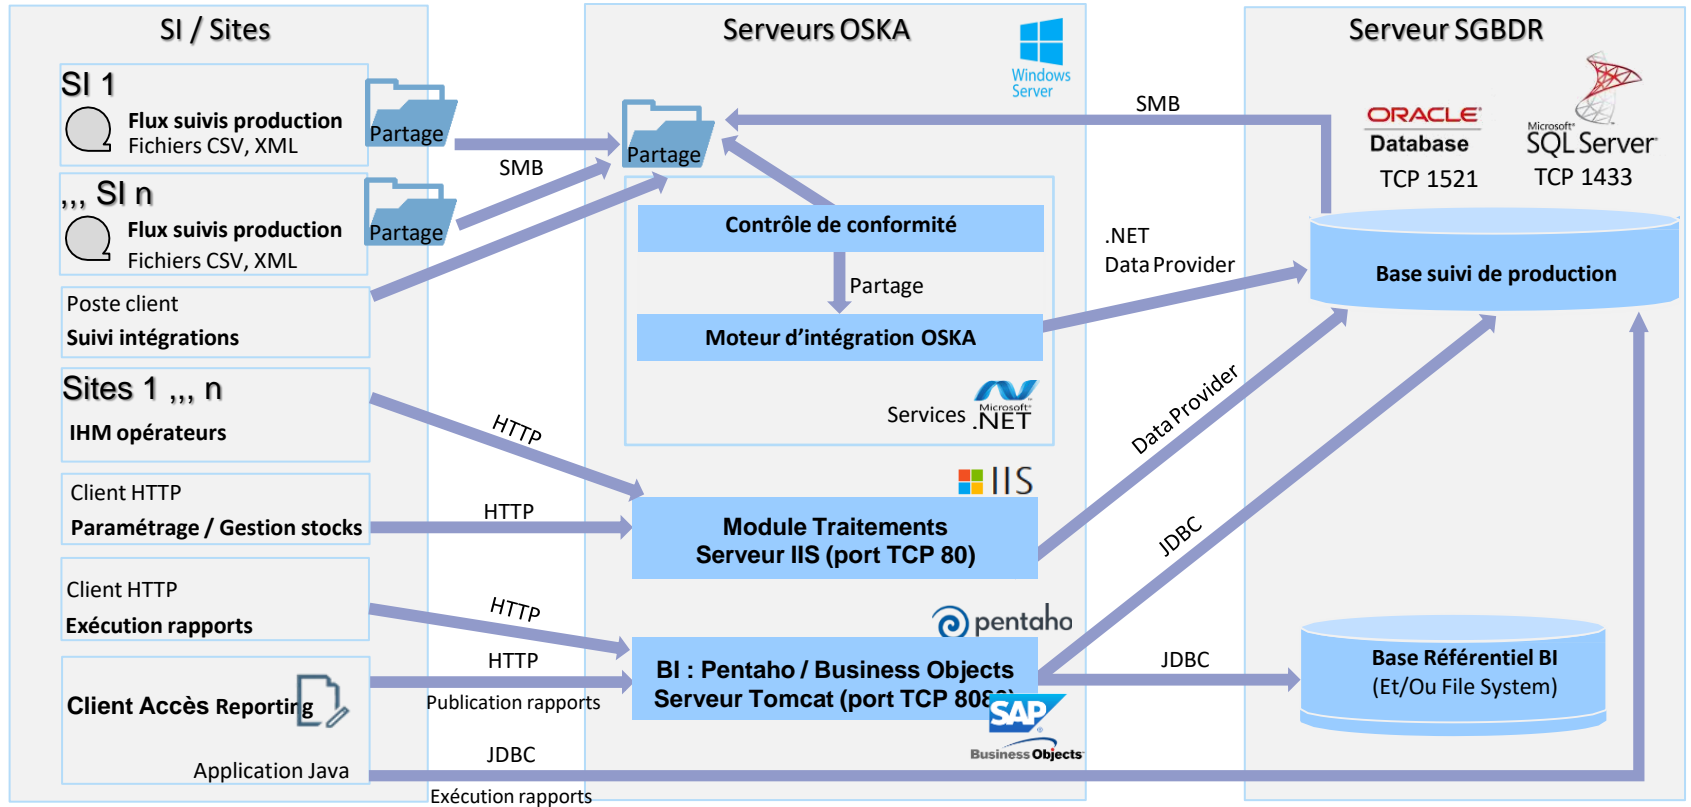 SI / Sites
SI 1
Flux suivis production
Fichiers CSV, XML
Partage
,,, SI n
Flux suivis production
Fichiers CSV, XML
Partage
Poste client
Suivi intégrations
Sites 1 ,,, n
IHM opérateurs
Client HTTP
Paramétrage / Gestion stocks
Client HTTP
Exécution rapports
Client Accès Reporting
Application Java
SMB
HTTP
HTTP
HTTP
HTTP
Publication rapports
JDBC
Exécution rapports
Serveurs OSKA
Windows
Server
Partage
Contrôle de conformité
Partage
Moteur d’intégration OSKA
Services
Microsoft
.NET
IIS
Module Traitements
Serveur IIS (port TCP 80)
pentaho
BI : Pentaho / Business Objects
Serveur Tomcat (port TCP 8080)
SAP
Business Objects
SMB
.NET
Data Provider
Data Provider
JDBC
JDBC
Serveur SGBDR
ORACLE
Database
TCP 1521
Microsoft
SQL Server
TCP 1433
Base suivi de production
Base Référentiel BI
(Et/Ou File System)